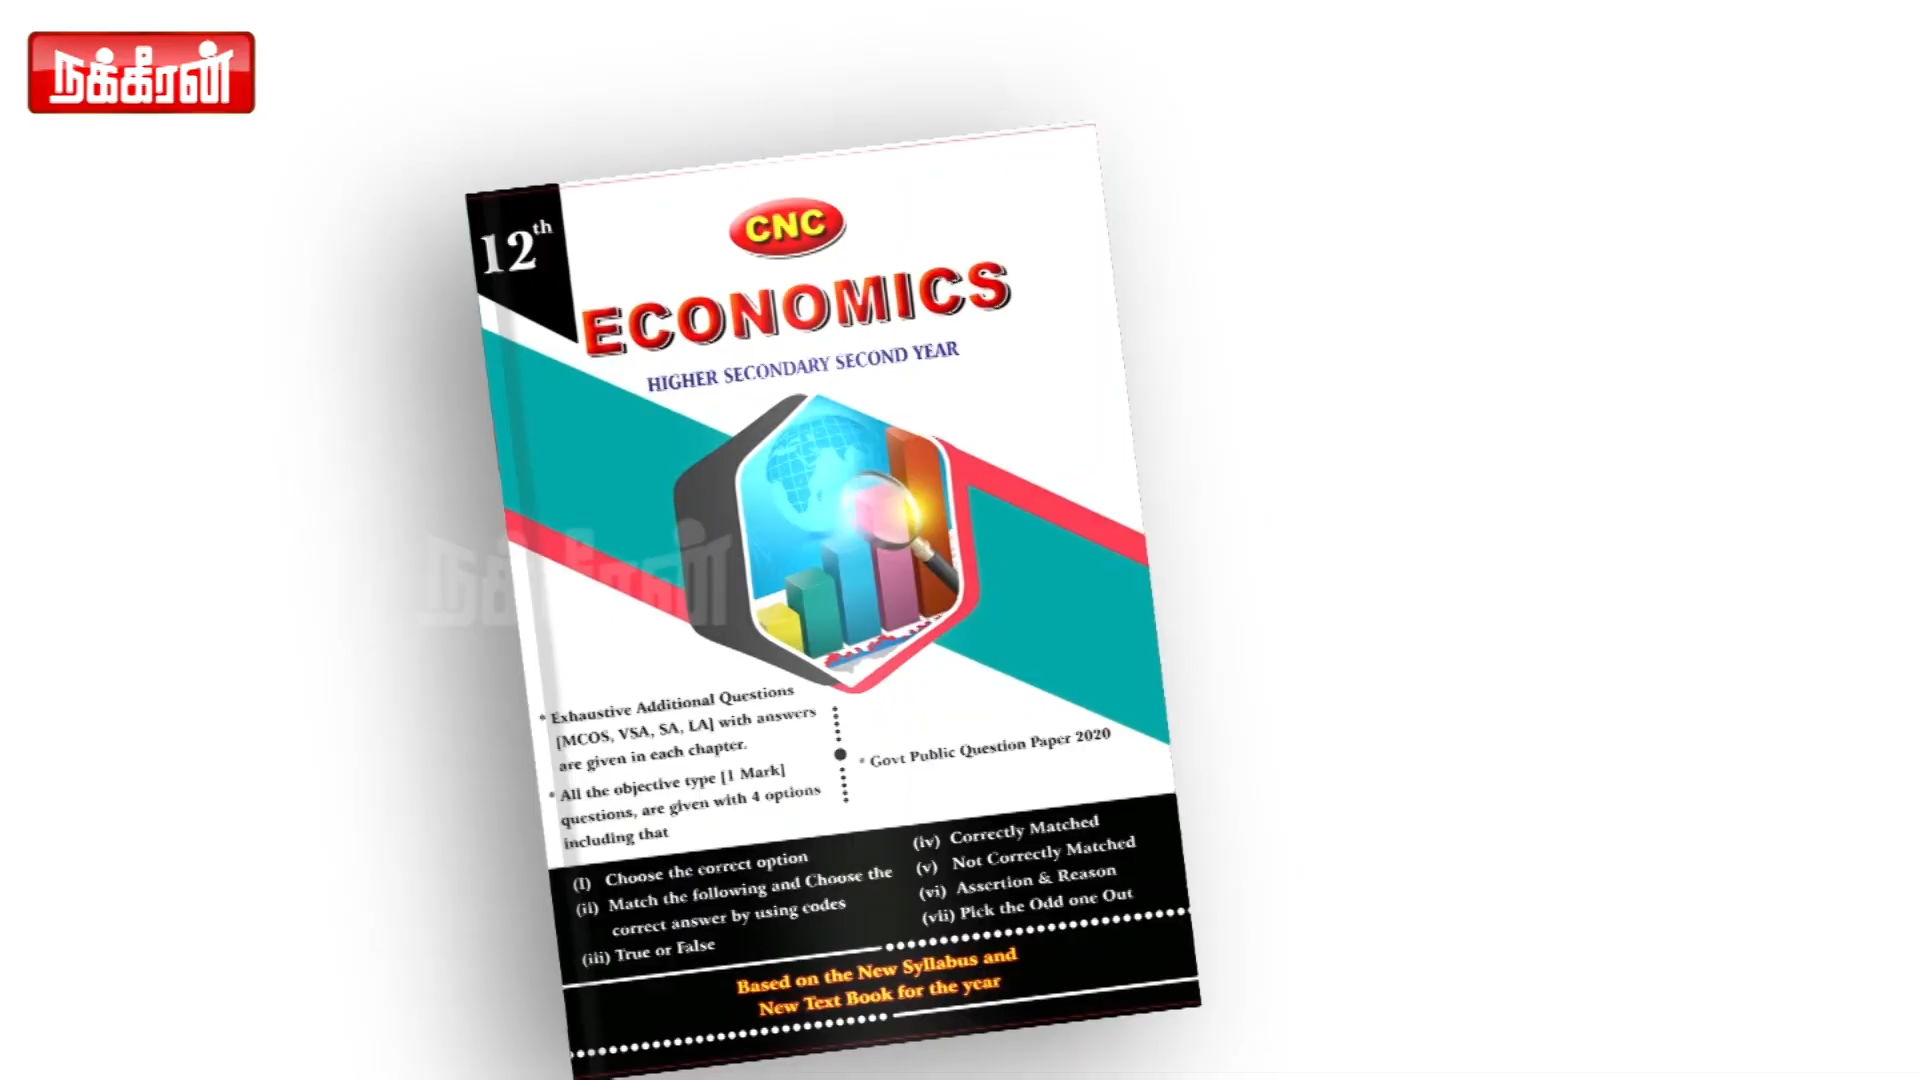 நக்கீரன்
12th
CNC
ECONOMICS
HIGHER SECONDARY SECOND YEAR
நக்கீரன்
* Exhaustive Additional Questions
[MCOS, VSA, SA, LA] with answers
are given in each chapter.
* All the objective type [1 Mark]
questions, are given with 4 options
including that
* Govt Public Question Paper 2020
(I) Choose the correct option
(ii) Match the following and Choose the
correct answer by using codes
(iii) True or False
(iv) Correctly Matched
(v) Not Correctly Matched
(vi) Assertion & Reason
(vii) Pick the Odd one Out
Based on the New Syllabus and
New Text Book for the year